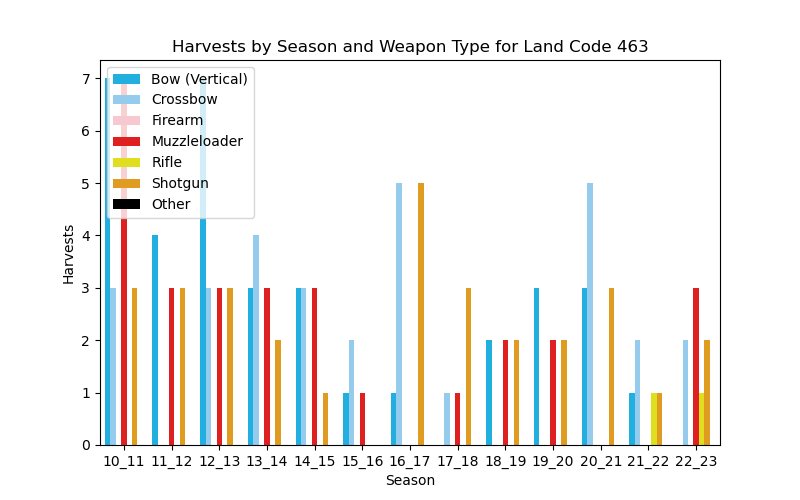 Harvests by Season and Weapon Type for Land Code 463
Bow (Vertical)
Crossbow
Firearm
Muzzleloader
Rifle
Shotgun
Other
7
6
5
4
3
2
1
0
Harvests
10_11 11_12 12_13 13_14 14_15 15_16 16_17 17_18 18_19 19_20 20_21 21_22 22_23
Season